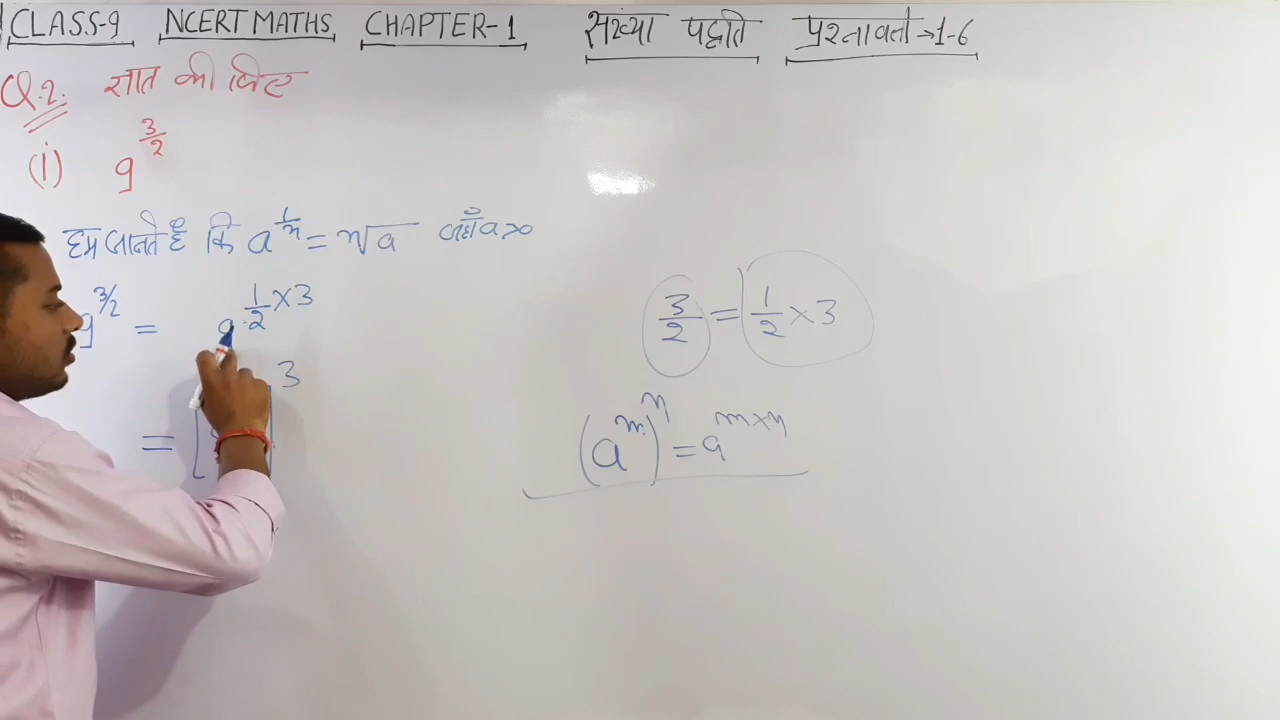 CLASS-9 NCERT MATHS CHAPTER-1 संख्या पद्धति प्रश्नावली→1-6
Q.2. ज्ञात कीजिए
(i) 9^{3/2}
हम जानते हैं कि a^{1/n} = n√a जहाँ a>0
9^{3/2} = 9^{1/2×3}
= [ ]^3
3/2 = 1/2×3
(a^m)^n = a^{m×n}